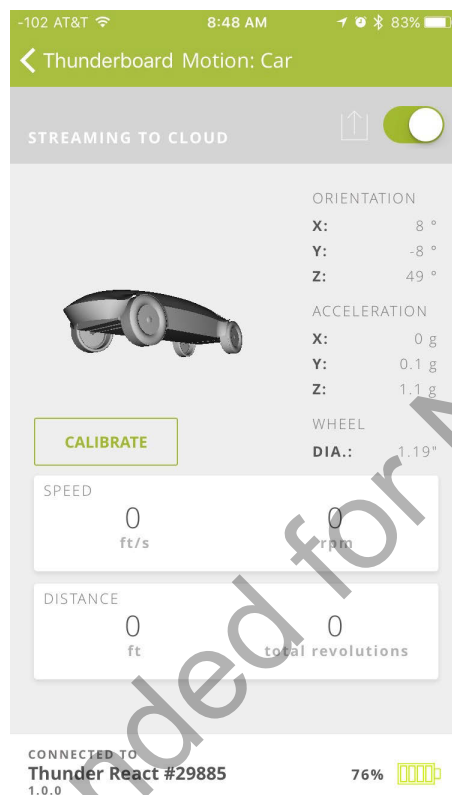 -102 AT&T 8:48 AM 83%
Thunderboard Motion: Car
STREAMING TO CLOUD
ORIENTATION
X: 8 °
Y: -8 °
Z: 49 °
ACCELERATION
X: 0 g
Y: 0.1 g
Z: 1.1 g
WHEEL
DIA.: 1.19"
CALIBRATE
SPEED
0 0
ft/s rpm
DISTANCE
0 0
ft total revolutions
CONNECTED TO
Thunder React #29885 76%
1.0.0
nded for